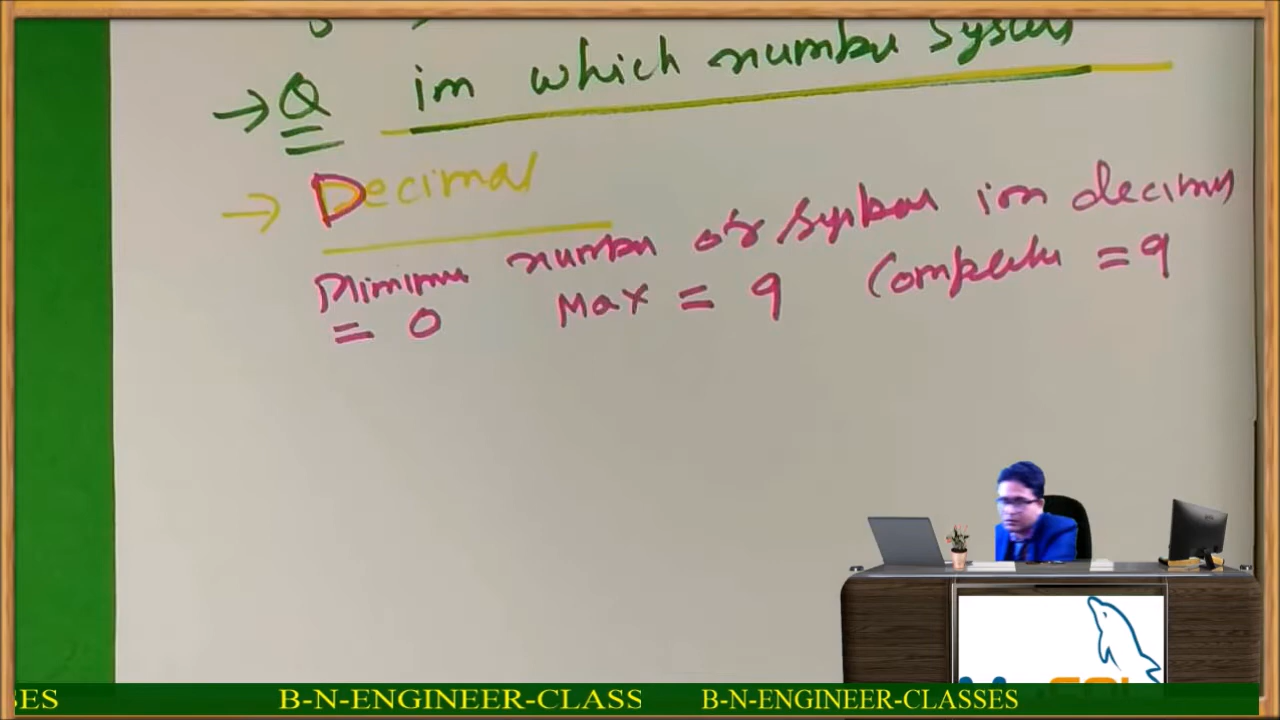 → Q in which number system
→ Decimal
Minimum number of symbol in decimal
= 0 Max = 9 Complete = 9
SES B-N-ENGINEER-CLASS B-N-ENGINEER-CLASSES